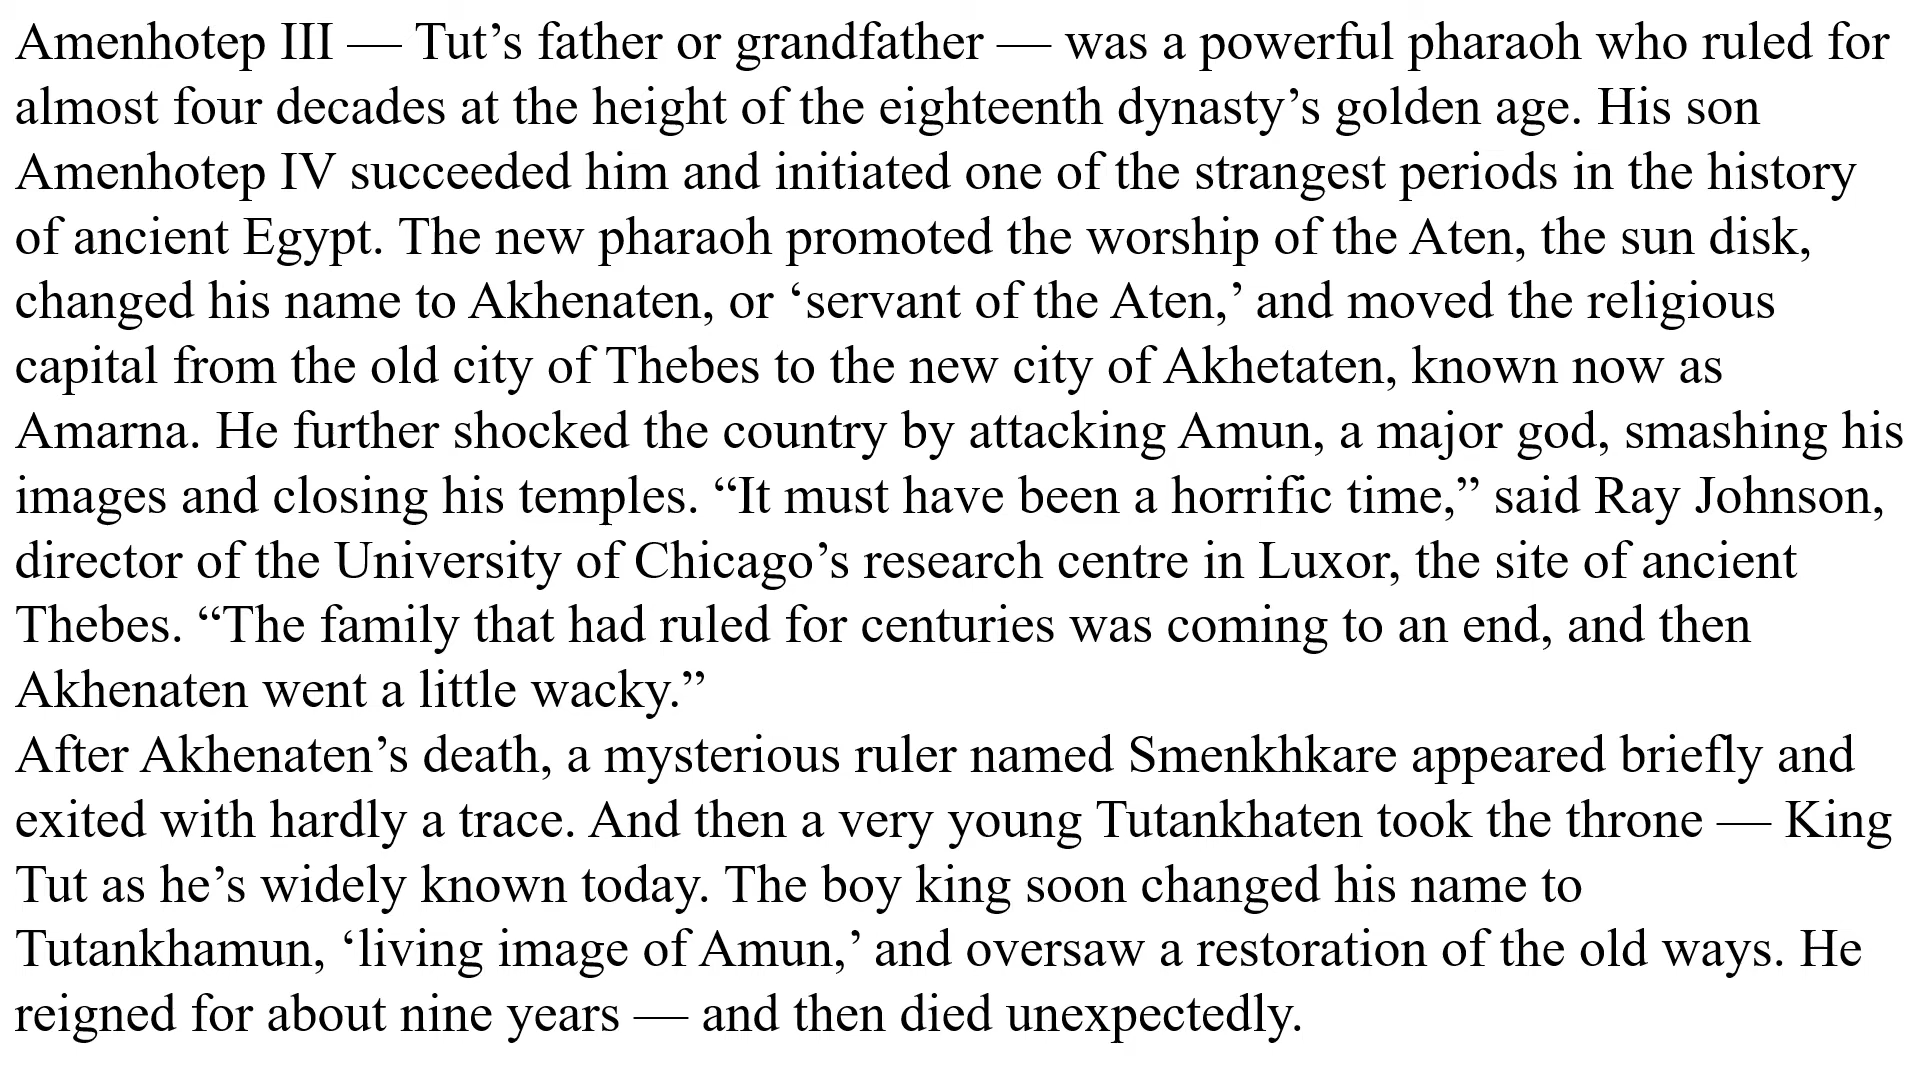 Amenhotep III — Tut’s father or grandfather — was a powerful pharaoh who ruled for
almost four decades at the height of the eighteenth dynasty’s golden age. His son
Amenhotep IV succeeded him and initiated one of the strangest periods in the history
of ancient Egypt. The new pharaoh promoted the worship of the Aten, the sun disk,
changed his name to Akhenaten, or ‘servant of the Aten,’ and moved the religious
capital from the old city of Thebes to the new city of Akhetaten, known now as
Amarna. He further shocked the country by attacking Amun, a major god, smashing his
images and closing his temples. “It must have been a horrific time,” said Ray Johnson,
director of the University of Chicago’s research centre in Luxor, the site of ancient
Thebes. “The family that had ruled for centuries was coming to an end, and then
Akhenaten went a little wacky.”
After Akhenaten’s death, a mysterious ruler named Smenkhkare appeared briefly and
exited with hardly a trace. And then a very young Tutankhaten took the throne — King
Tut as he’s widely known today. The boy king soon changed his name to
Tutankhamun, ‘living image of Amun,’ and oversaw a restoration of the old ways. He
reigned for about nine years — and then died unexpectedly.